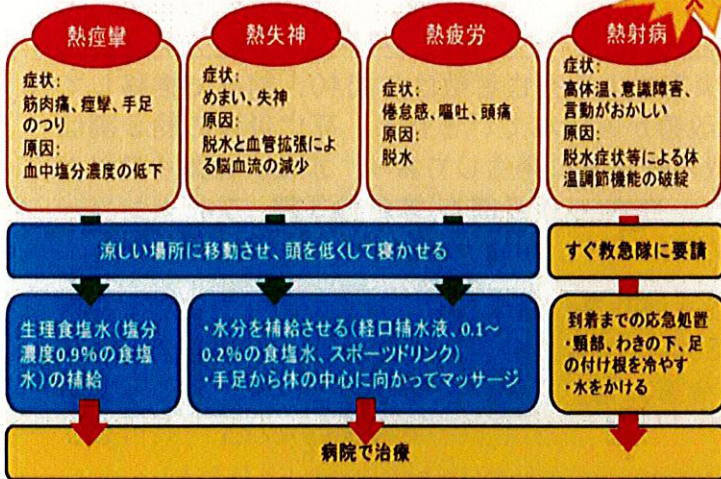 熱痙攣
症状:
筋肉痛、痙攣、手足
のつり
原因:
血中塩分濃度の低下
熱失神
症状:
めまい、失神
原因:
脱水と血管拡張によ
る脳血流の減少
熱疲労
症状:
倦怠感、嘔吐、頭痛
原因:
脱水
熱射病
症状:
高体温、意識障害、
言動がおかしい
原因:
脱水症状等による体
温調節機能の破綻
涼しい場所に移動させ、頭を低くして寝かせる
すぐ救急隊に要請
生理食塩水(塩分
濃度0.9%の食塩
水)の補給
・水分を補給させる(経口補水液、0.1～
0.2%の食塩水、スポーツドリンク)
・手足から体の中心に向かってマッサージ
到着までの応急処置
・頸部、わきの下、足
の付け根を冷やす
・水をかける
病院で治療